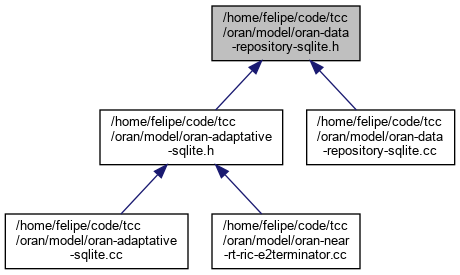 /home/felipe/code/tcc
/oran/model/oran-data
-repository-sqlite.h
/home/felipe/code/tcc
/oran/model/oran-adaptative
-sqlite.h
/home/felipe/code/tcc
/oran/model/oran-data
-repository-sqlite.cc
/home/felipe/code/tcc
/oran/model/oran-adaptative
-sqlite.cc
/home/felipe/code/tcc
/oran/model/oran-near
-rt-ric-e2terminator.cc